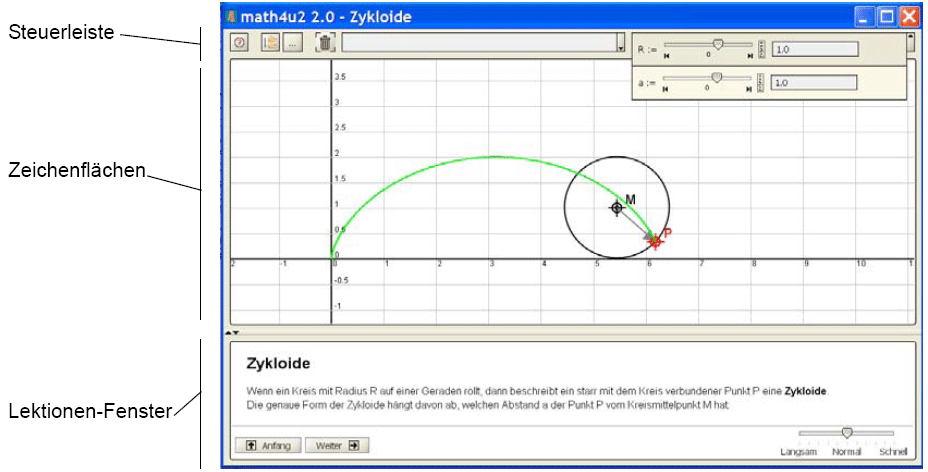 Steuerleiste
Zeichenflächen
Lektionen-Fenster
math4u2 2.0 - Zykloide
...
R := 0 1.0
a := 0 1.0
3.5
3
2.5
2
1.5
1
0.5
0
-0.5
-1
2 -1 0 1 2 3 4 5 6 7 8 9 10 1
M
P
Zykloide
Wenn ein Kreis mit Radius R auf einer Geraden rollt, dann beschreibt ein starr mit dem Kreis verbundener Punkt P eine Zykloide.
Die genaue Form der Zykloide hängt davon ab, welchen Abstand a der Punkt P vom Kreismittelpunkt M hat.
Anfang Weiter
Langsam Normal Schnell